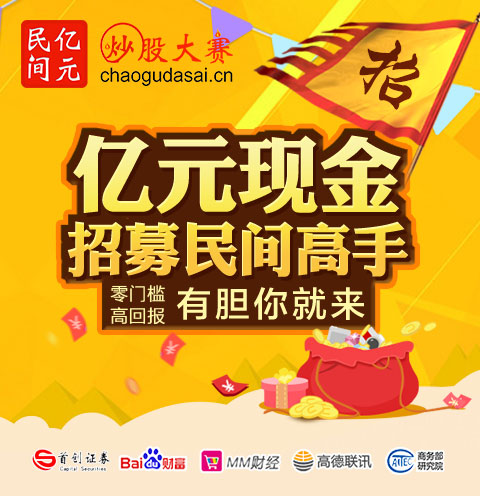 民间亿元
炒股大赛
chaogudasai.cn
招
亿元现金
招募民间高手
零门槛
高回报
有胆你就来
首创证券
Capital Securities
Baidu财富
MM财经
高德联讯
AITEC
商务部
研究院